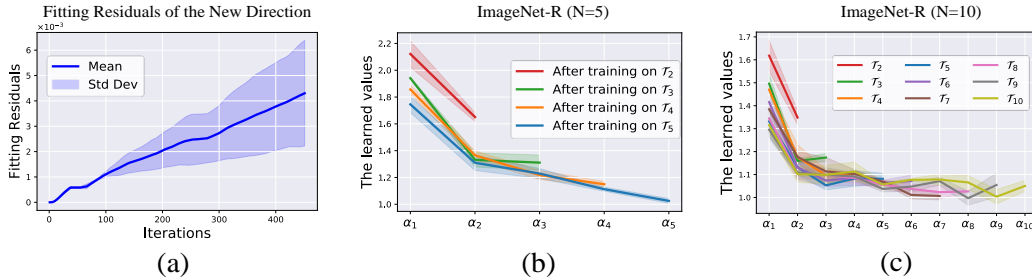 Fitting Residuals of the New Direction
×10⁻³
6
5
4
3
2
1
0
Fitting Residuals
Mean
Std Dev
0 100 200 300 400
Iterations
(a)
ImageNet-R (N=5)
2.2
2.0
1.8
1.6
1.4
1.2
1.0
The learned values
After training on 𝒯₂
After training on 𝒯₃
After training on 𝒯₄
After training on 𝒯₅
α₁ α₂ α₃ α₄ α₅
(b)
ImageNet-R (N=10)
1.7
1.6
1.5
1.4
1.3
1.2
1.1
1.0
The learned values
𝒯₂ 𝒯₅ 𝒯₈
𝒯₃ 𝒯₆ 𝒯₉
𝒯₄ 𝒯₇ 𝒯₁₀
α₁ α₂ α₃ α₄ α₅ α₆ α₇ α₈ α₉ α₁₀
(c)